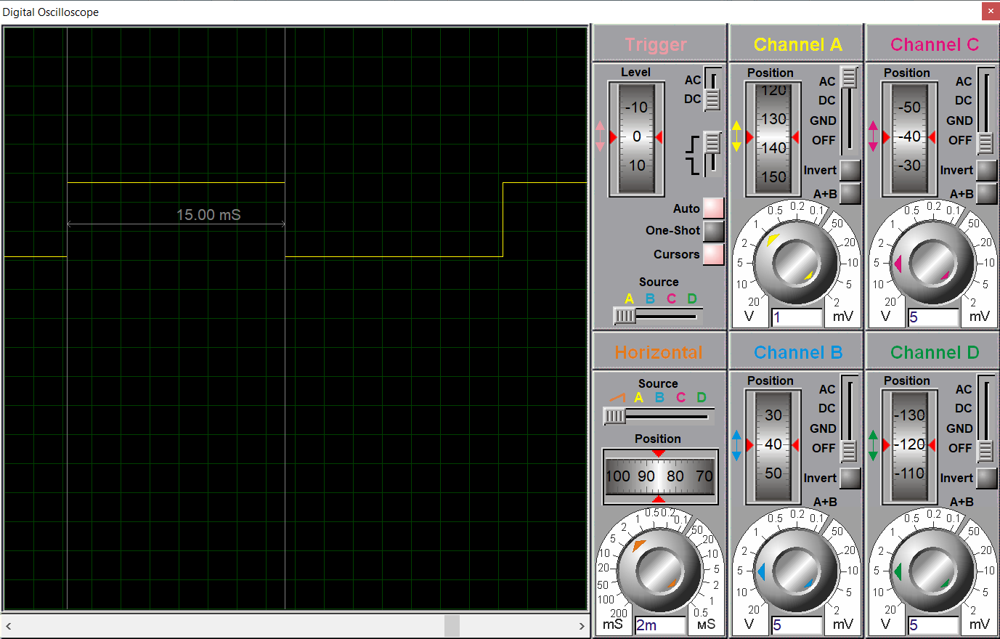 Digital Oscilloscope
15.00 mS
Trigger
Level
-10
0
10
AC
DC
Auto
One-Shot
Cursors
Source
A B C D
Channel A
Position
120
130
140
150
AC
DC
GND
OFF
Invert
A+B
20 10 5 2 1 0.5 0.2 0.1 50 20 10 5 2
V 1 mV
Channel C
Position
-50
-40
-30
AC
DC
GND
OFF
Invert
A+B
20 10 5 2 1 0.5 0.2 0.1 50 20 10 5 2
V 5 mV
Horizontal
Source
A B C D
Position
100 90 80 70
200 100 50 20 10 5 2 1 0.5 0.2 0.1 50 20 10 5 2 1 0.5
mS 2m мS
Channel B
Position
30
40
50
AC
DC
GND
OFF
Invert
A+B
20 10 5 2 1 0.5 0.2 0.1 50 20 10 5 2
V 5 mV
Channel D
Position
-130
-120
-110
AC
DC
GND
OFF
Invert
A+B
20 10 5 2 1 0.5 0.2 0.1 50 20 10 5 2
V 5 mV